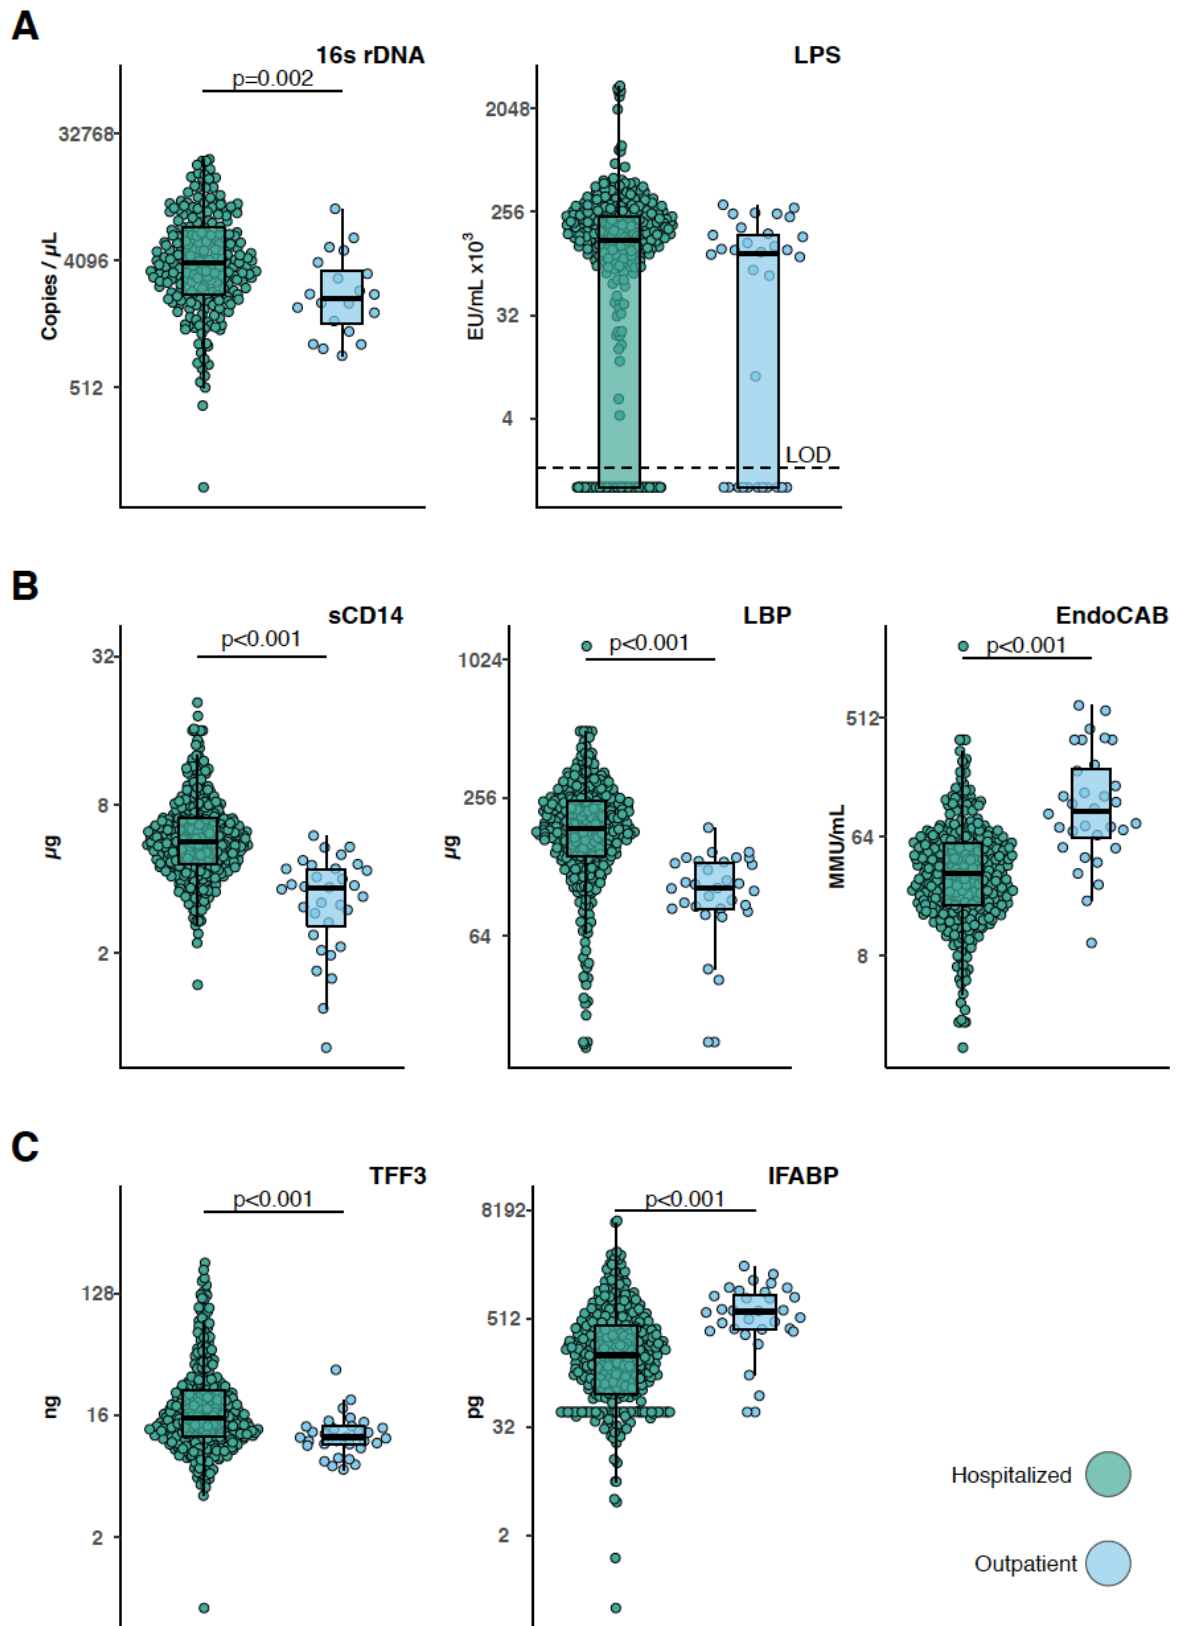 A
16s rDNA
LPS
p=0.002
32768
4096
512
Copies / µL
2048
256
32
4
EU/mL x10³
LOD
B
sCD14
LBP
EndoCAB
p<0.001
p<0.001
p<0.001
32
8
2
µg
1024
256
64
µg
512
64
8
MMU/mL
C
TFF3
IFABP
p<0.001
p<0.001
128
16
2
ng
8192
512
32
2
pg
Hospitalized
Outpatient